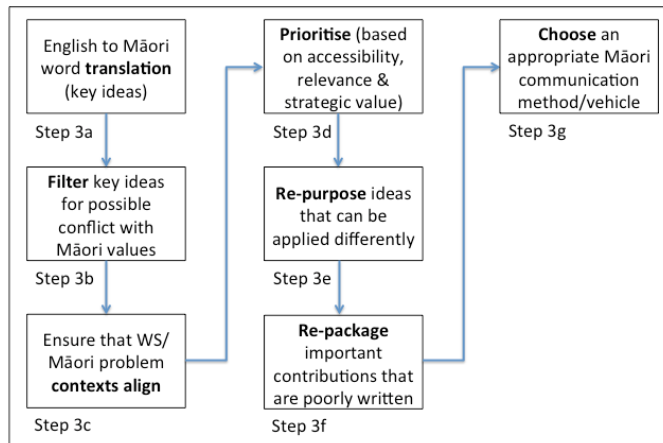 English to Māori
word translation
(key ideas)
Step 3a
Filter key ideas
for possible
conflict with
Māori values
Step 3b
Ensure that WS/
Māori problem
contexts align
Step 3c
Prioritise (based
on accessibility,
relevance &
strategic value)
Step 3d
Re-purpose ideas
that can be
applied differently
Step 3e
Re-package
important
contributions that
are poorly written
Step 3f
Choose an
appropriate Māori
communication
method/vehicle
Step 3g